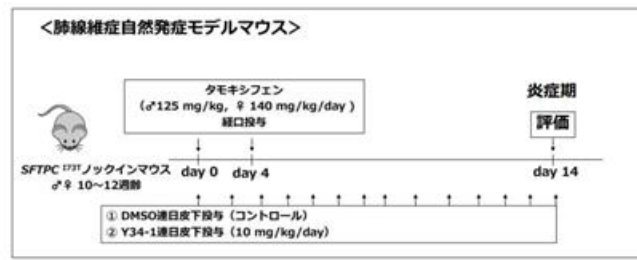 ＜肺線維症自然発症モデルマウス＞
タモキシフェン
（♂125 mg/kg, ♀ 140 mg/kg/day )
経口投与
炎症期
評価
SFTPC I73Tノックインマウス
♂♀ 10～12週齢
day 0
day 4
day 14
① DMSO連日皮下投与（コントロール）
② Y34-1連日皮下投与（10 mg/kg/day）